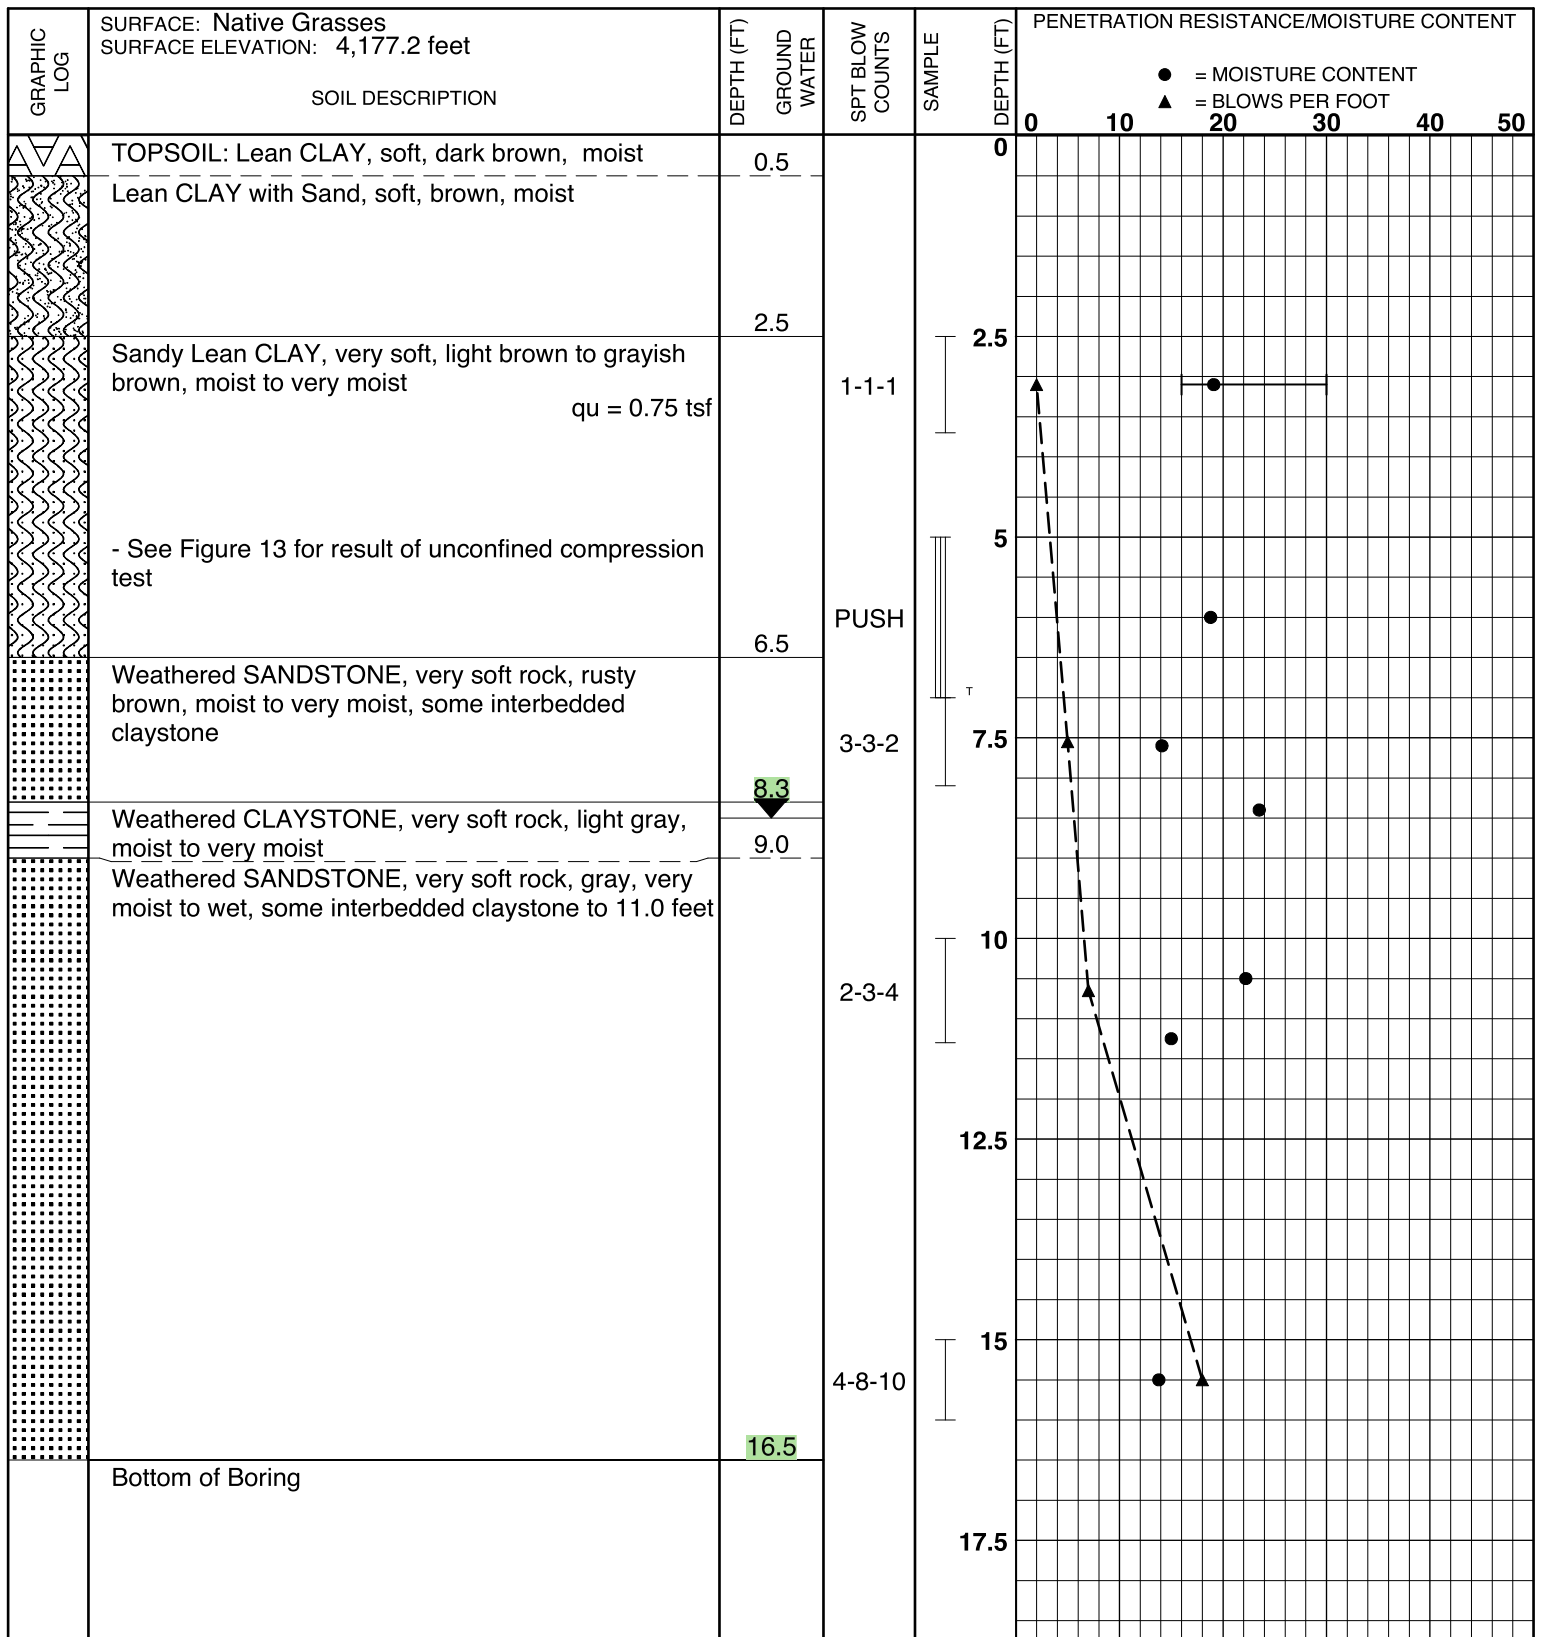 GRAPHIC
LOG
SURFACE: Native Grasses
SURFACE ELEVATION: 4,177.2 feet
SOIL DESCRIPTION
DEPTH (FT)
GROUND
WATER
SPT BLOW
COUNTS
SAMPLE
DEPTH (FT)
PENETRATION RESISTANCE/MOISTURE CONTENT
= MOISTURE CONTENT
= BLOWS PER FOOT
0 10 20 30 40 50
0
TOPSOIL: Lean CLAY, soft, dark brown, moist
0.5
Lean CLAY with Sand, soft, brown, moist
2.5
2.5
Sandy Lean CLAY, very soft, light brown to grayish
brown, moist to very moist
1-1-1
qu = 0.75 tsf
5
- See Figure 13 for result of unconfined compression
test
PUSH
6.5
Weathered SANDSTONE, very soft rock, rusty
brown, moist to very moist, some interbedded
claystone
T
3-3-2
7.5
8.3
Weathered CLAYSTONE, very soft rock, light gray,
moist to very moist
9.0
Weathered SANDSTONE, very soft rock, gray, very
moist to wet, some interbedded claystone to 11.0 feet
10
2-3-4
12.5
15
4-8-10
16.5
Bottom of Boring
17.5